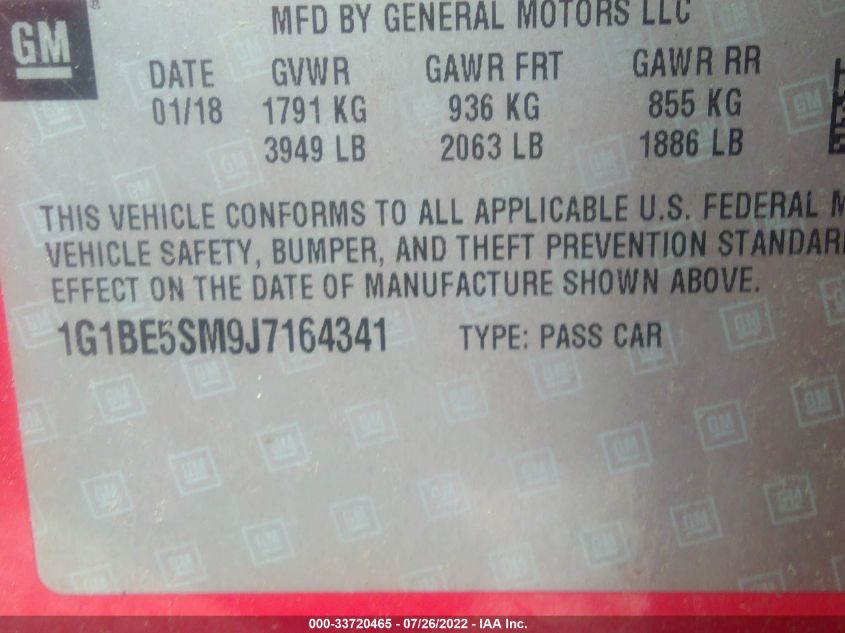 GM
MFD BY GENERAL MOTORS LLC
DATE GVWR GAWR FRT GAWR RR
01/18 1791 KG 936 KG 855 KG
3949 LB 2063 LB 1886 LB
THIS VEHICLE CONFORMS TO ALL APPLICABLE U.S. FEDERAL M
VEHICLE SAFETY, BUMPER, AND THEFT PREVENTION STANDAR
EFFECT ON THE DATE OF MANUFACTURE SHOWN ABOVE.
1G1BE5SM9J7164341 TYPE: PASS CAR
000-33720465 - 07/26/2022 - IAA Inc.